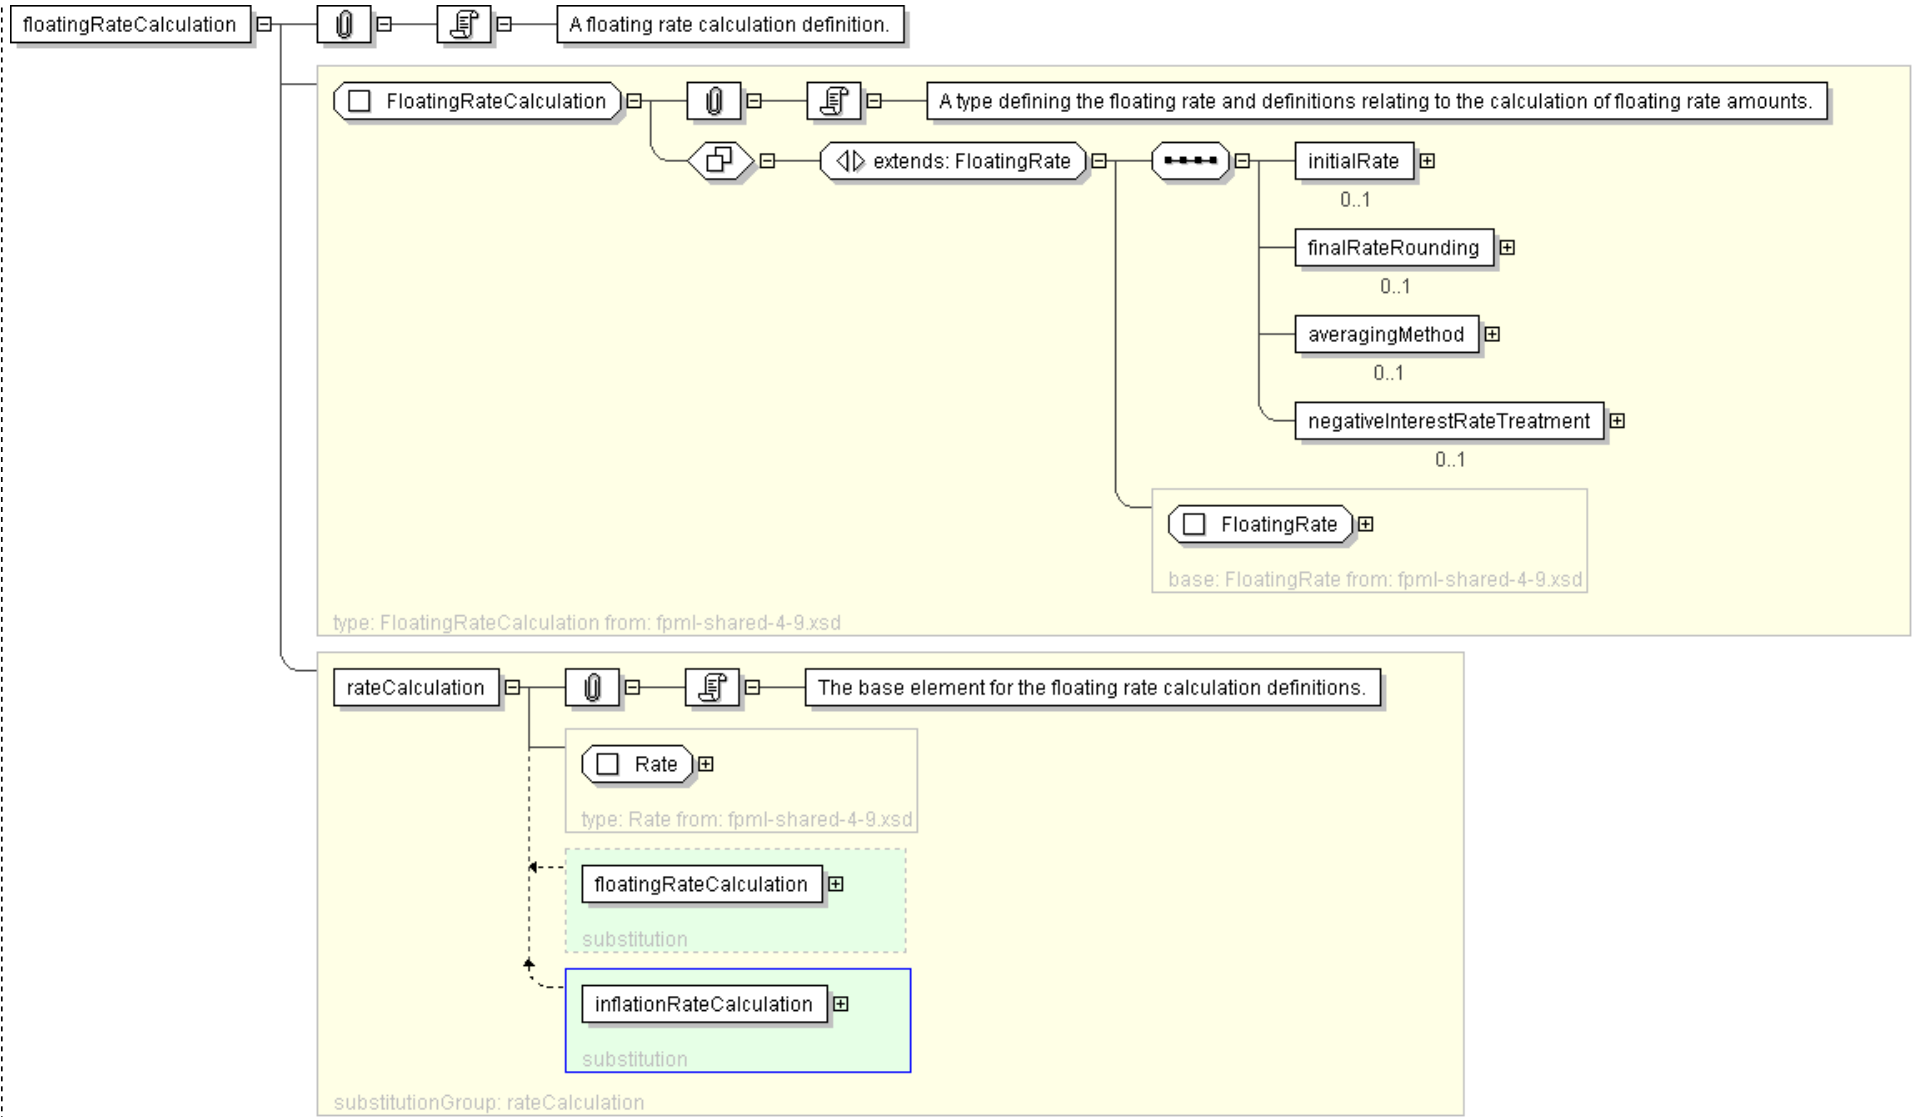 floatingRateCalculation
A floating rate calculation definition.
FloatingRateCalculation
A type defining the floating rate and definitions relating to the calculation of floating rate amounts.
extends: FloatingRate
initialRate
0..1
finalRateRounding
0..1
averagingMethod
0..1
negativeInterestRateTreatment
0..1
FloatingRate
base: FloatingRate from: fpml-shared-4-9.xsd
type: FloatingRateCalculation from: fpml-shared-4-9.xsd
rateCalculation
The base element for the floating rate calculation definitions.
Rate
type: Rate from: fpml-shared-4-9.xsd
floatingRateCalculation
substitution
inflationRateCalculation
substitution
substitutionGroup: rateCalculation